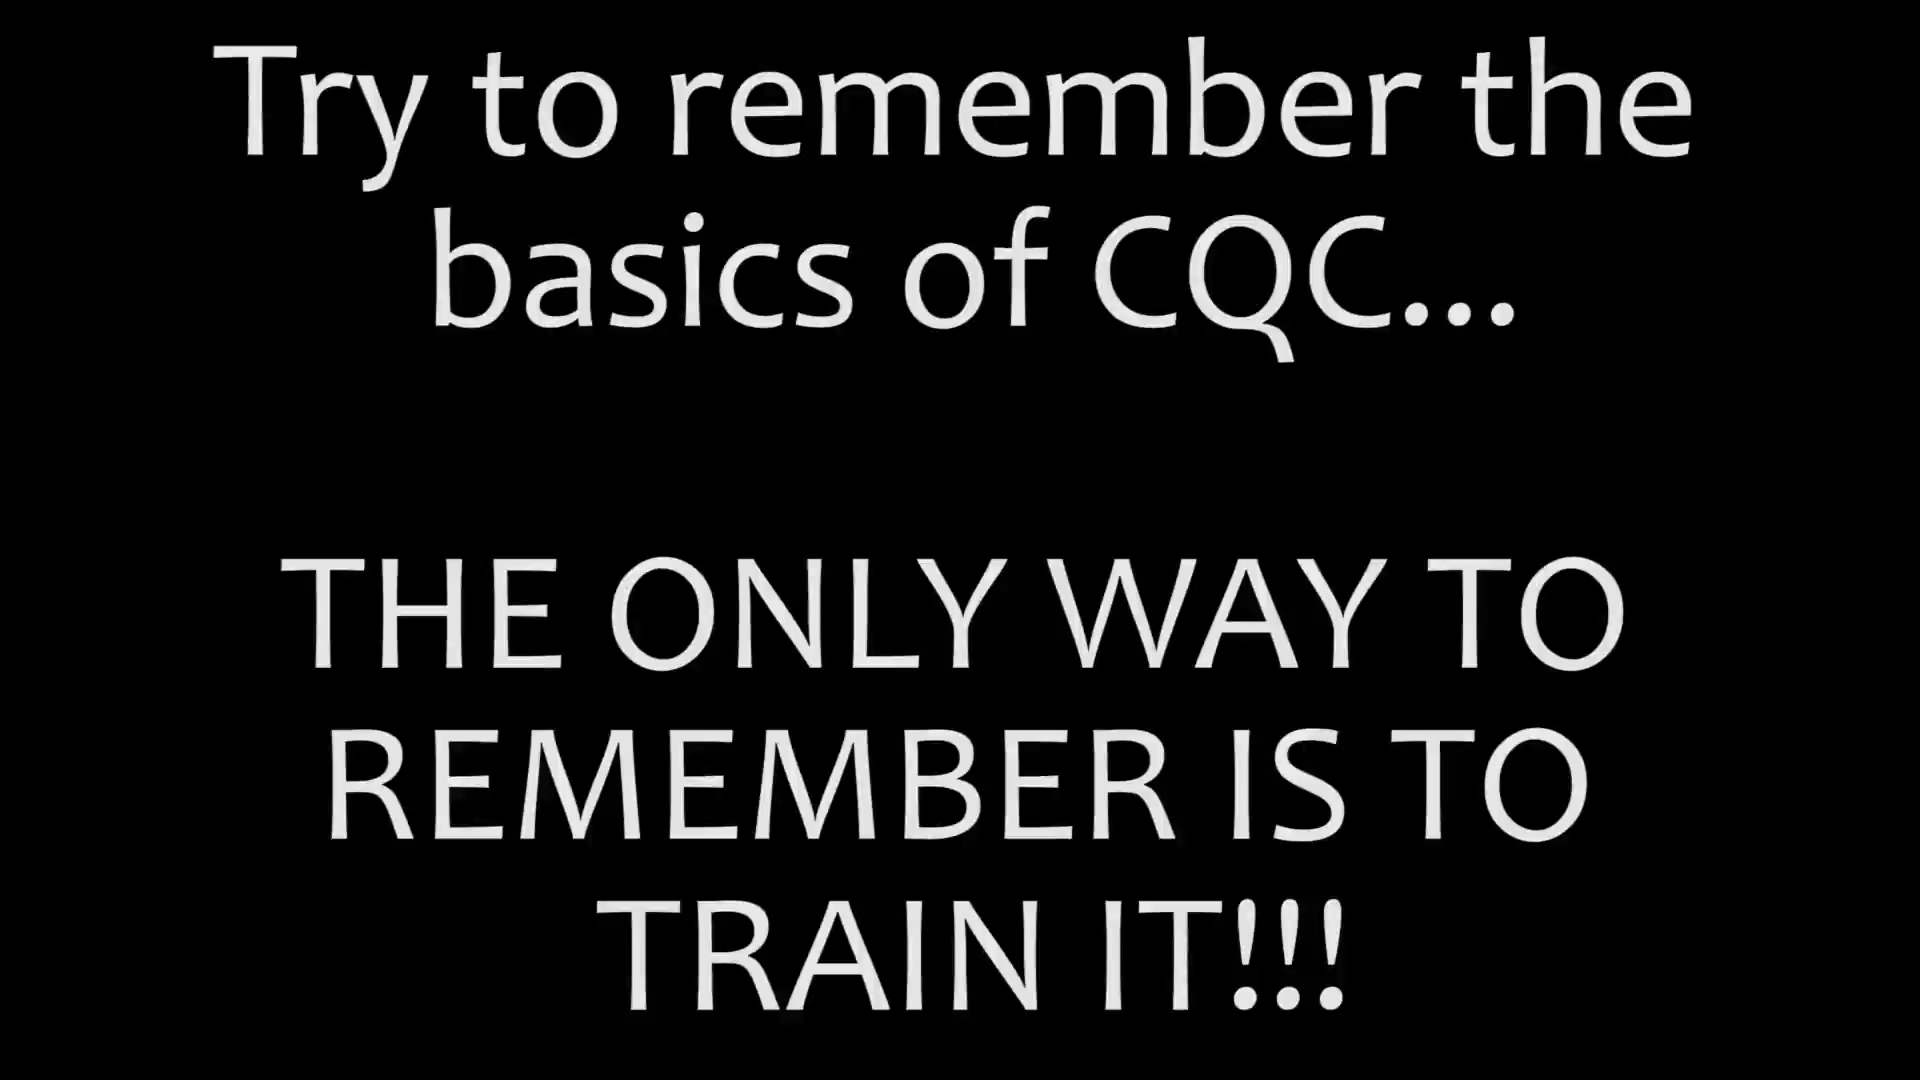 Try to remember the
basics of CQC...
THE ONLY WAY TO
REMEMBER IS TO
TRAIN IT!!!